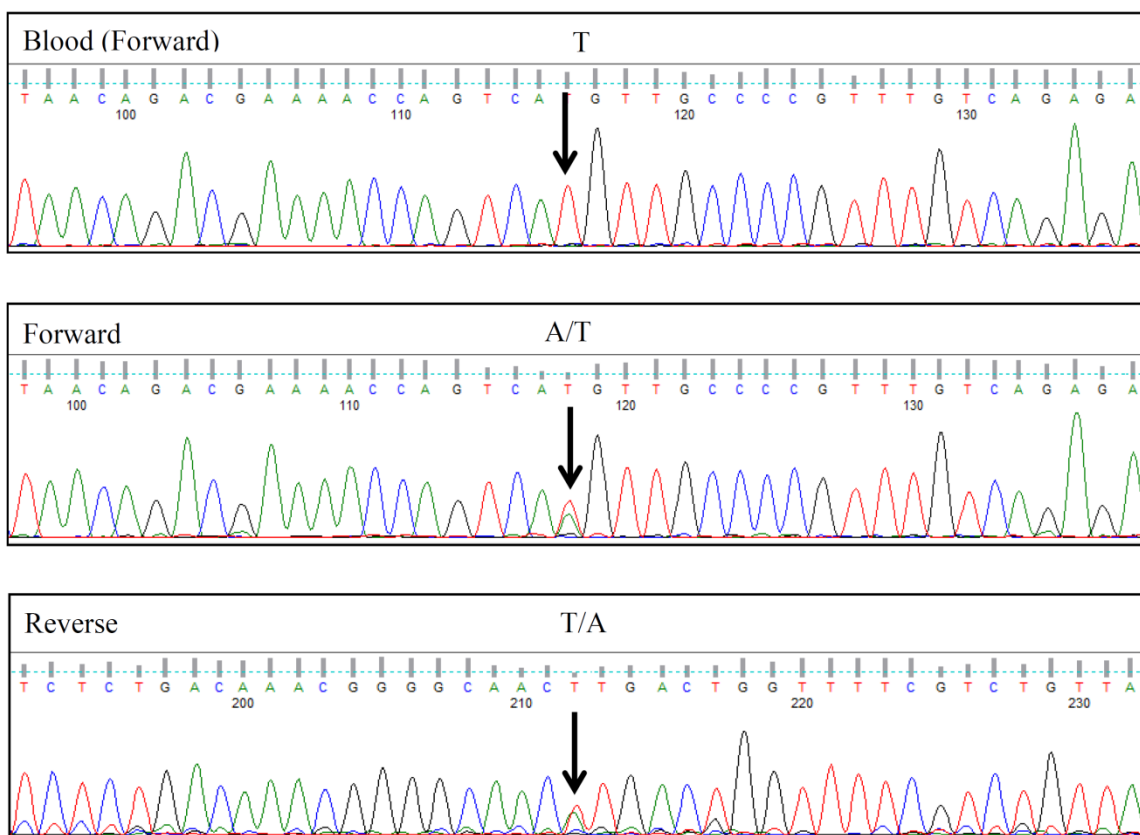 Blood (Forward) T
T A A C A G A C G A A A A C C A G T C A T G T T G C C C C G T T T G T C A G A G A
100 110 120 130
Forward A/T
T A A C A G A C G A A A A C C A G T C A T G T T G C C C C G T T T G T C A G A G A
100 110 120 130
Reverse T/A
T C T C T G A C A A A C G G G G C A A C T T G A C T G G T T T T C G T C T G T T A
200 210 220 230